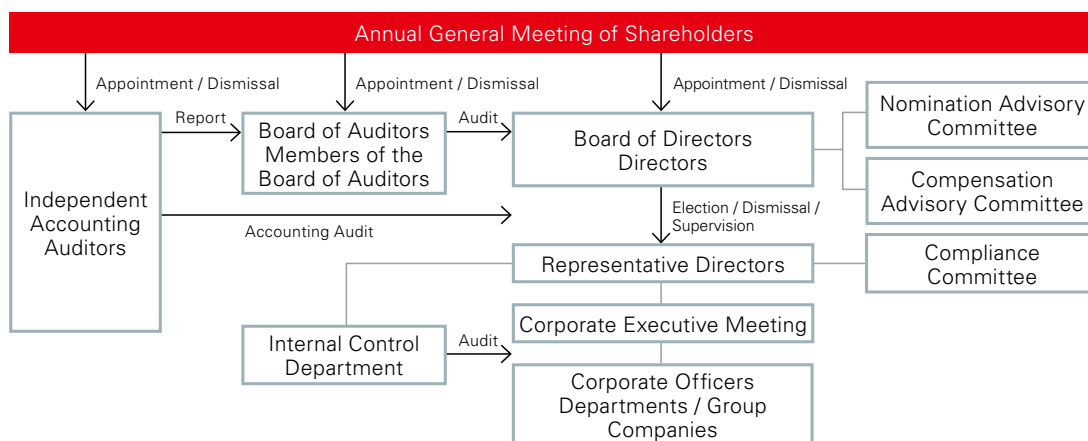 Annual General Meeting of Shareholders
Appointment / Dismissal
Appointment / Dismissal
Appointment / Dismissal
Independent
Accounting
Auditors
Report
Board of Auditors
Members of the
Board of Auditors
Audit
Board of Directors
Directors
Nomination Advisory
Committee
Compensation
Advisory Committee
Accounting Audit
Election / Dismissal /
Supervision
Representative Directors
Compliance
Committee
Corporate Executive Meeting
Internal Control
Department
Audit
Corporate Officers
Departments / Group
Companies